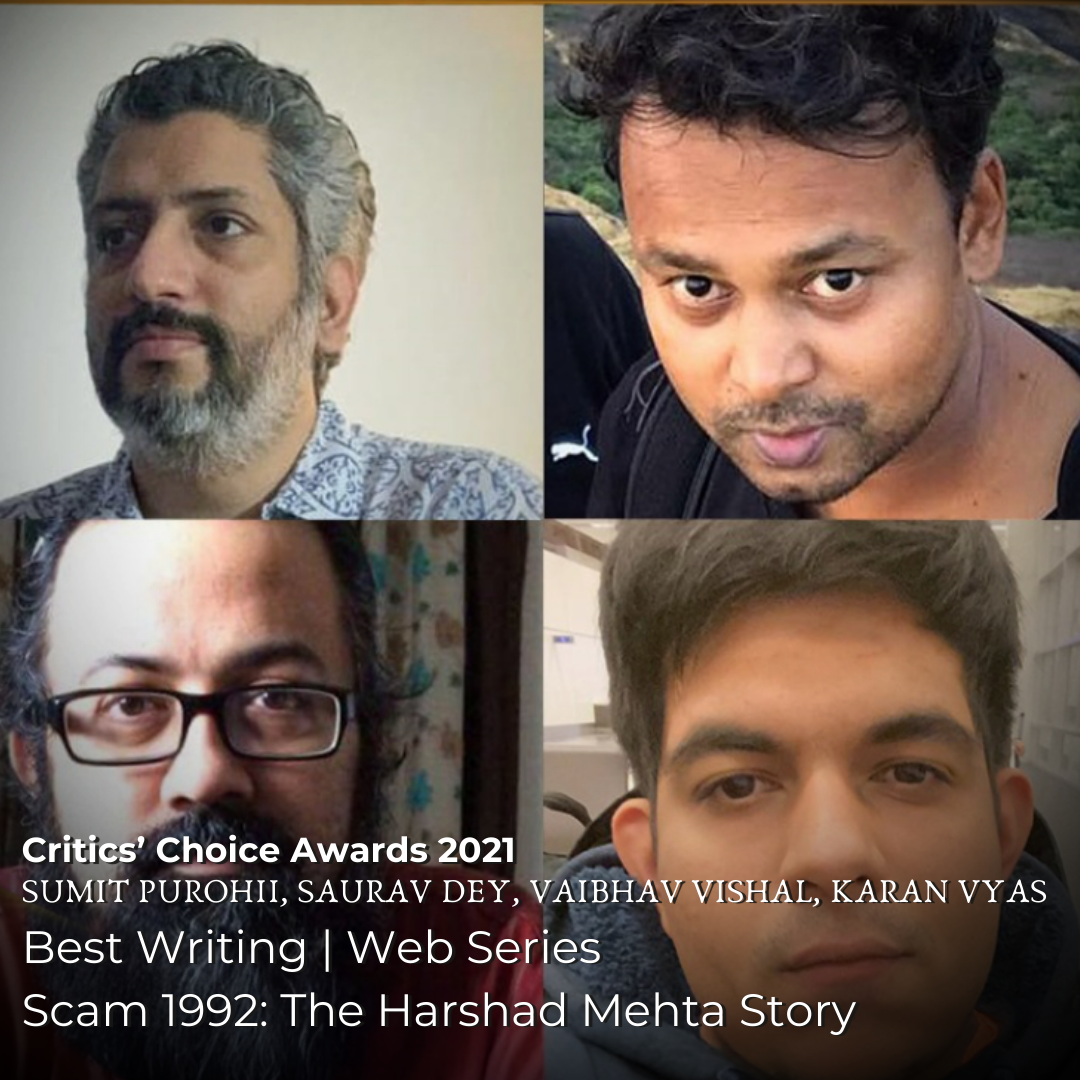 Critics’ Choice Awards 2021
SUMIT PUROHII, SAURAV DEY, VAIBHAV VISHAL, KARAN VYAS
Best Writing | Web Series
Scam 1992: The Harshad Mehta Story